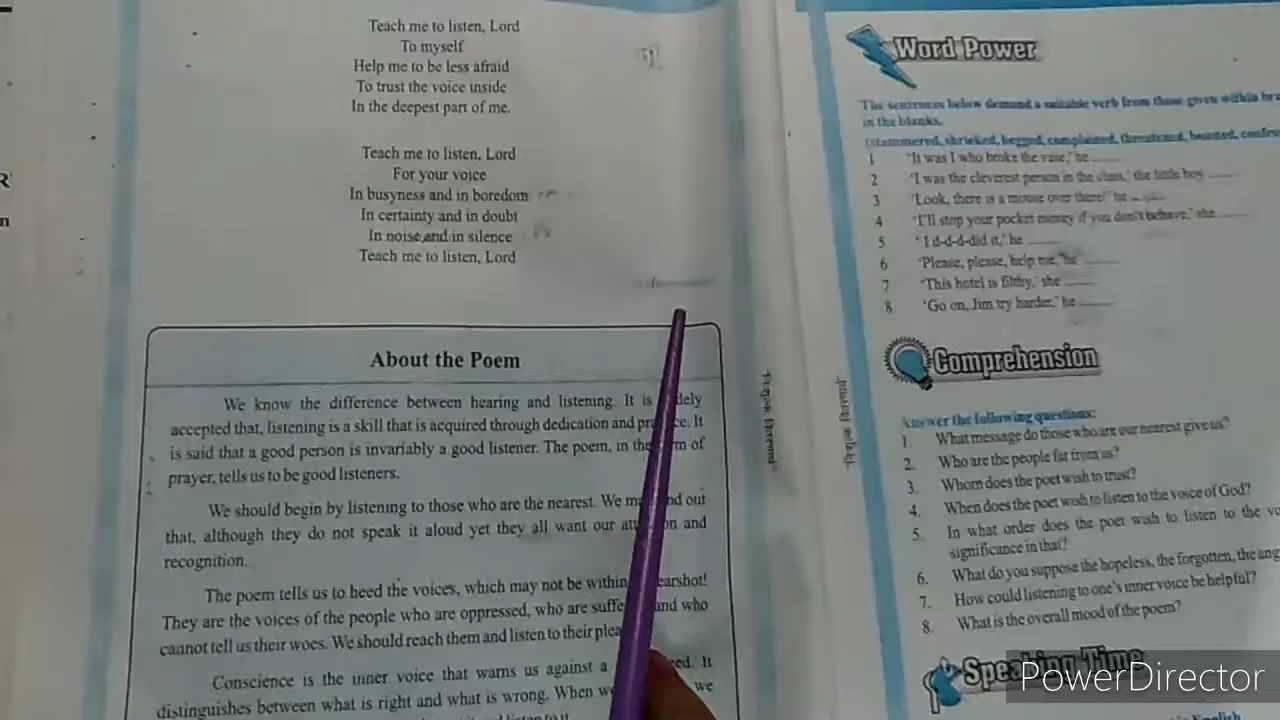 Teach me to listen, Lord
To myself
Help me to be less afraid
To trust the voice inside
In the deepest part of me.
Teach me to listen, Lord
For your voice
In busyness and in boredom
In certainty and in doubt
In noise and in silence
Teach me to listen, Lord
About the Poem
We know the difference between hearing and listening. It is
accepted that, listening is a skill that is acquired through dedication and It
is said that a good person is invariably a good listener. The poem, in the of
prayer, tells us to be good listeners.
We should begin by listening to those who are the nearest. We out
that, although they do not speak it aloud yet they all want our and
recognition.
The poem tells us to heed the voices, which may not be within
They are the voices of the people who are oppressed, who are and who
cannot tell us their woes. We should reach them and listen to their
Conscience is the inner voice that warns us against a It
distinguishes between what is right and what is wrong. When we
listen to it
Word Power
The sentences below demand a suitable verb from those given within
in the blanks.
(stammered, shrieked, begged, complained, threatened, boasted,
1 'It was I who broke the vase,' he
2 'I was the cleverest person in the class,' the little boy
3 'Look, there is a mouse over there!' he
4 'I'll stop your pocket money if you don't behave,' she
5 'I d-d-d-did it,' he
6 'Please, please, help me,' he
7 'This hotel is filthy,' she
8 'Go on, Jim try harder,' he
Comprehension
Answer the following questions:
1. What message do those who are our nearest give us?
2. Who are the people far from us?
3. Whom does the poet wish to trust?
4. When does the poet wish to listen to the voice of God?
5. In what order does the poet wish to listen to the
significance in that?
6. What do you suppose the hopeless, the forgotten, the
7. How could listening to one's inner voice be helpful?
8. What is the overall mood of the poem?
Speaking Time
in English
PowerDirector